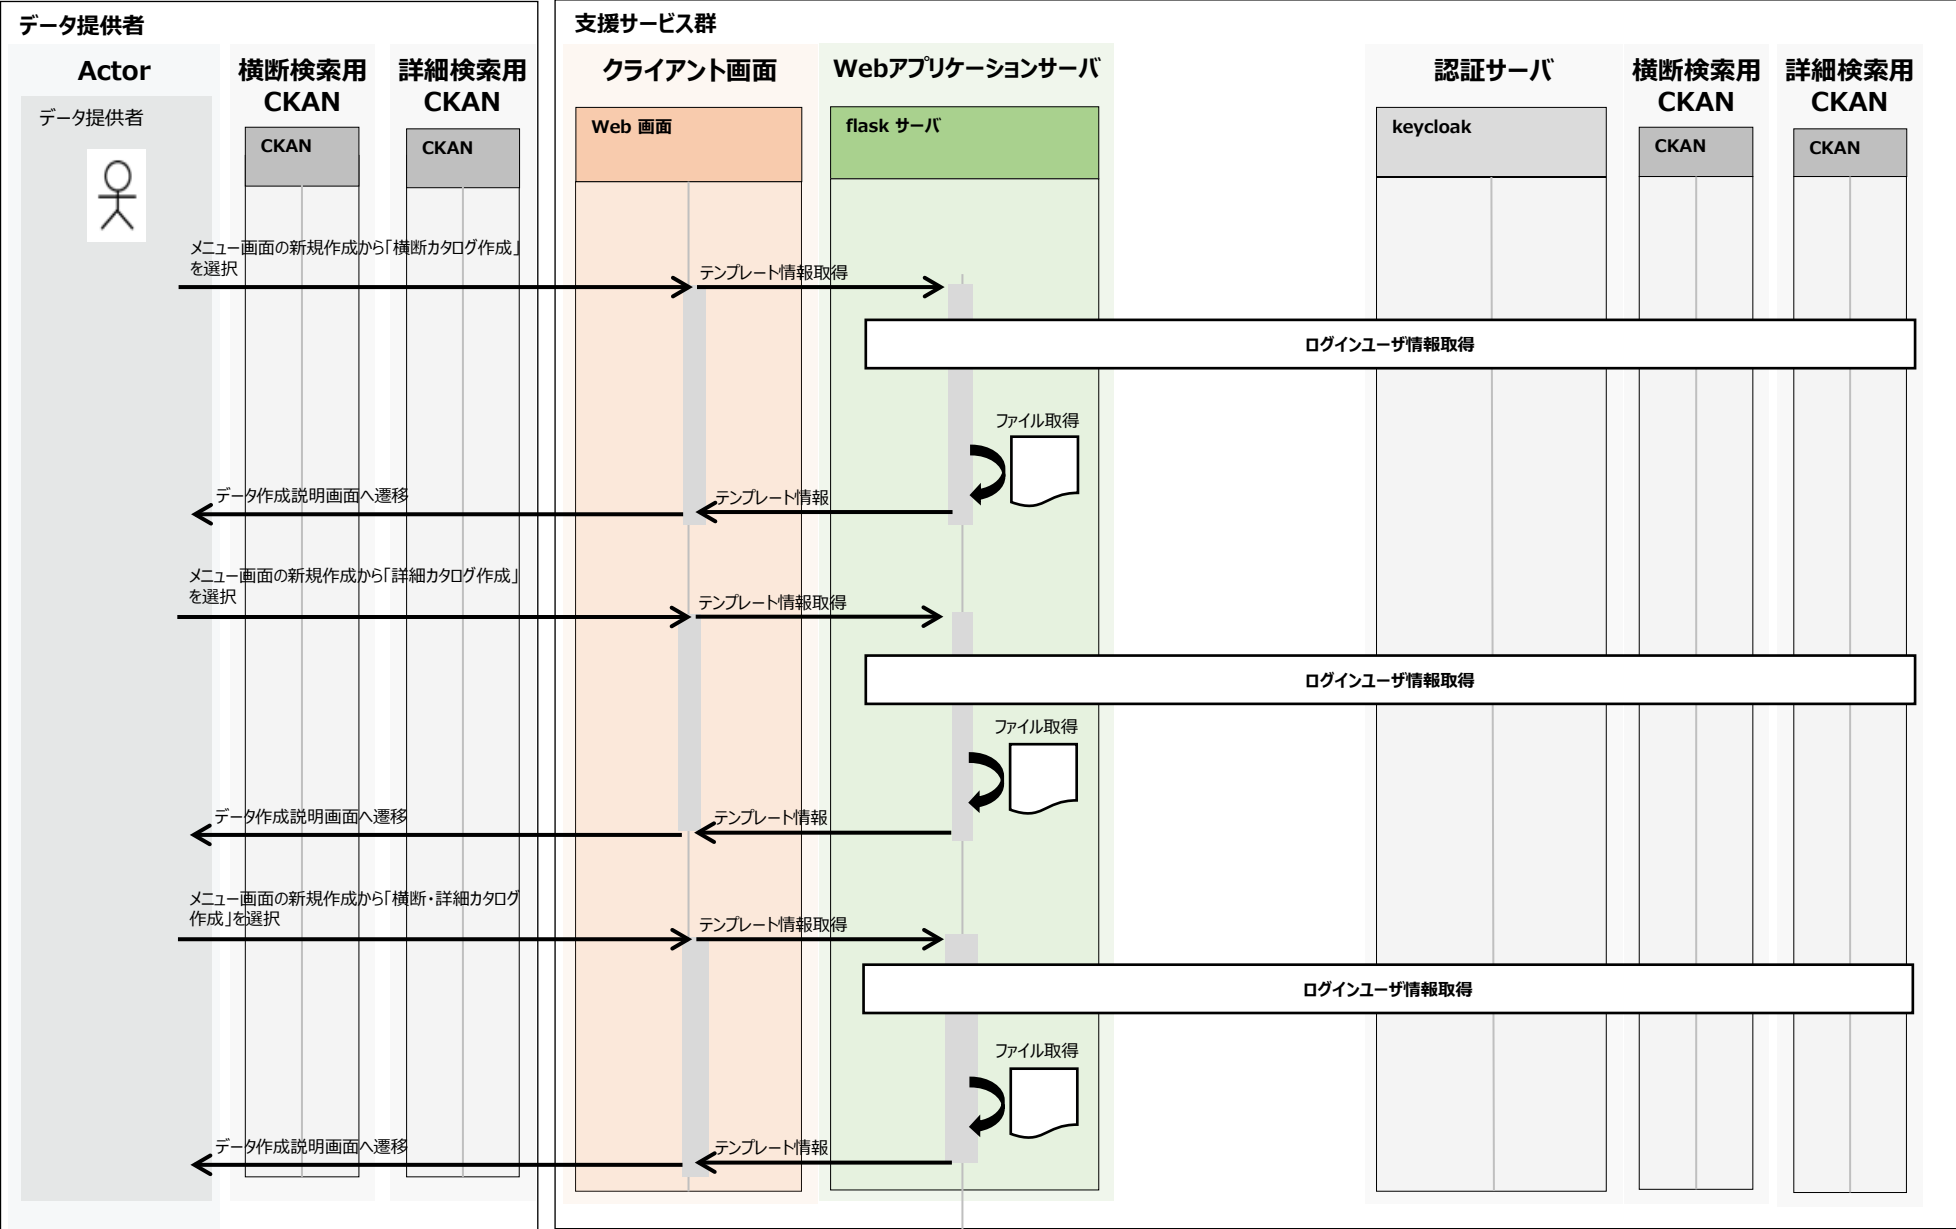 データ提供者
支援サービス群
Actor
横断検索用
CKAN
詳細検索用
CKAN
クライアント画面
Webアプリケーションサーバ
認証サーバ
横断検索用
CKAN
詳細検索用
CKAN
データ提供者
CKAN
CKAN
Web 画面
flask サーバ
keycloak
CKAN
CKAN
メニュー画面の新規作成から「横断カタログ作成」
を選択
テンプレート情報取得
ログインユーザ情報取得
ファイル取得
データ作成説明画面へ遷移
テンプレート情報
メニュー画面の新規作成から「詳細カタログ作成」
を選択
テンプレート情報取得
ログインユーザ情報取得
ファイル取得
データ作成説明画面へ遷移
テンプレート情報
メニュー画面の新規作成から「横断・詳細カタログ
作成」を選択
テンプレート情報取得
ログインユーザ情報取得
ファイル取得
データ作成説明画面へ遷移
テンプレート情報